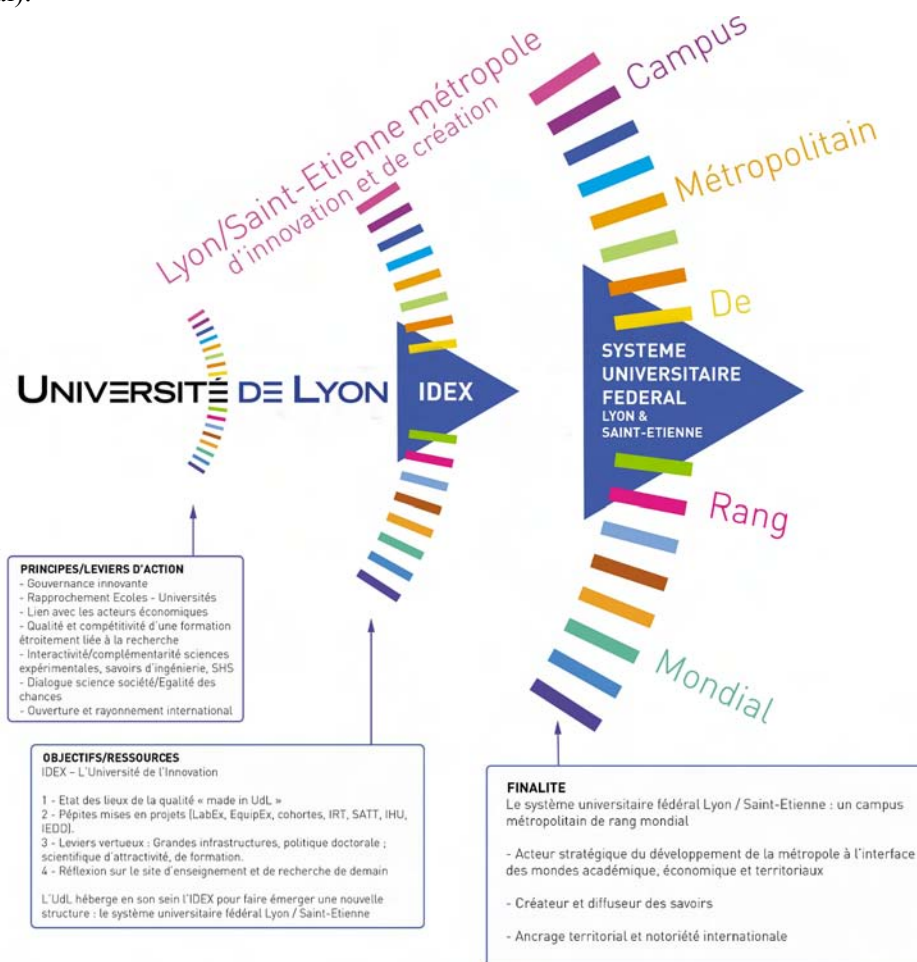 Lyon/Saint-Etienne métropole
d'innovation et de création
Campus
Métropolitain
De
Rang
Mondial
UNIVERSITÉ DE LYON
IDEX
SYSTEME
UNIVERSITAIRE
FEDERAL
LYON &
SAINT-ETIENNE
PRINCIPES/LEVIERS D'ACTION
- Gouvernance innovante
- Rapprochement Ecoles - Universités
- Lien avec les acteurs économiques
- Qualité et compétitivité d'une formation
étroitement liée à la recherche
- Interactivité/complémentarité sciences
expérimentales, savoirs d'ingénierie, SHS
- Dialogue science société/Egalité des
chances
- Ouverture et rayonnement international
OBJECTIFS/RESSOURCES
IDEX – L'Université de l'Innovation
1 - Etat des lieux de la qualité « made in UdL »
2 - Pépites mises en projets (LabEx, EquipEx, cohortes, IRT, SATT, IHU,
IEDD).
3 - Leviers vertueux : Grandes infrastructures, politique doctorale ;
scientifique d'attractivité, de formation.
4 - Réflexion sur le site d'enseignement et de recherche de demain
L'UdL héberge en son sein l'IDEX pour faire émerger une nouvelle
structure : le système universitaire fédéral Lyon / Saint-Etienne
FINALITE
Le système universitaire fédéral Lyon / Saint-Etienne : un campus
métropolitain de rang mondial
- Acteur stratégique du développement de la métropole à l'interface
des mondes académique, économique et territoriaux
- Créateur et diffuseur des savoirs
- Ancrage territorial et notoriété internationale